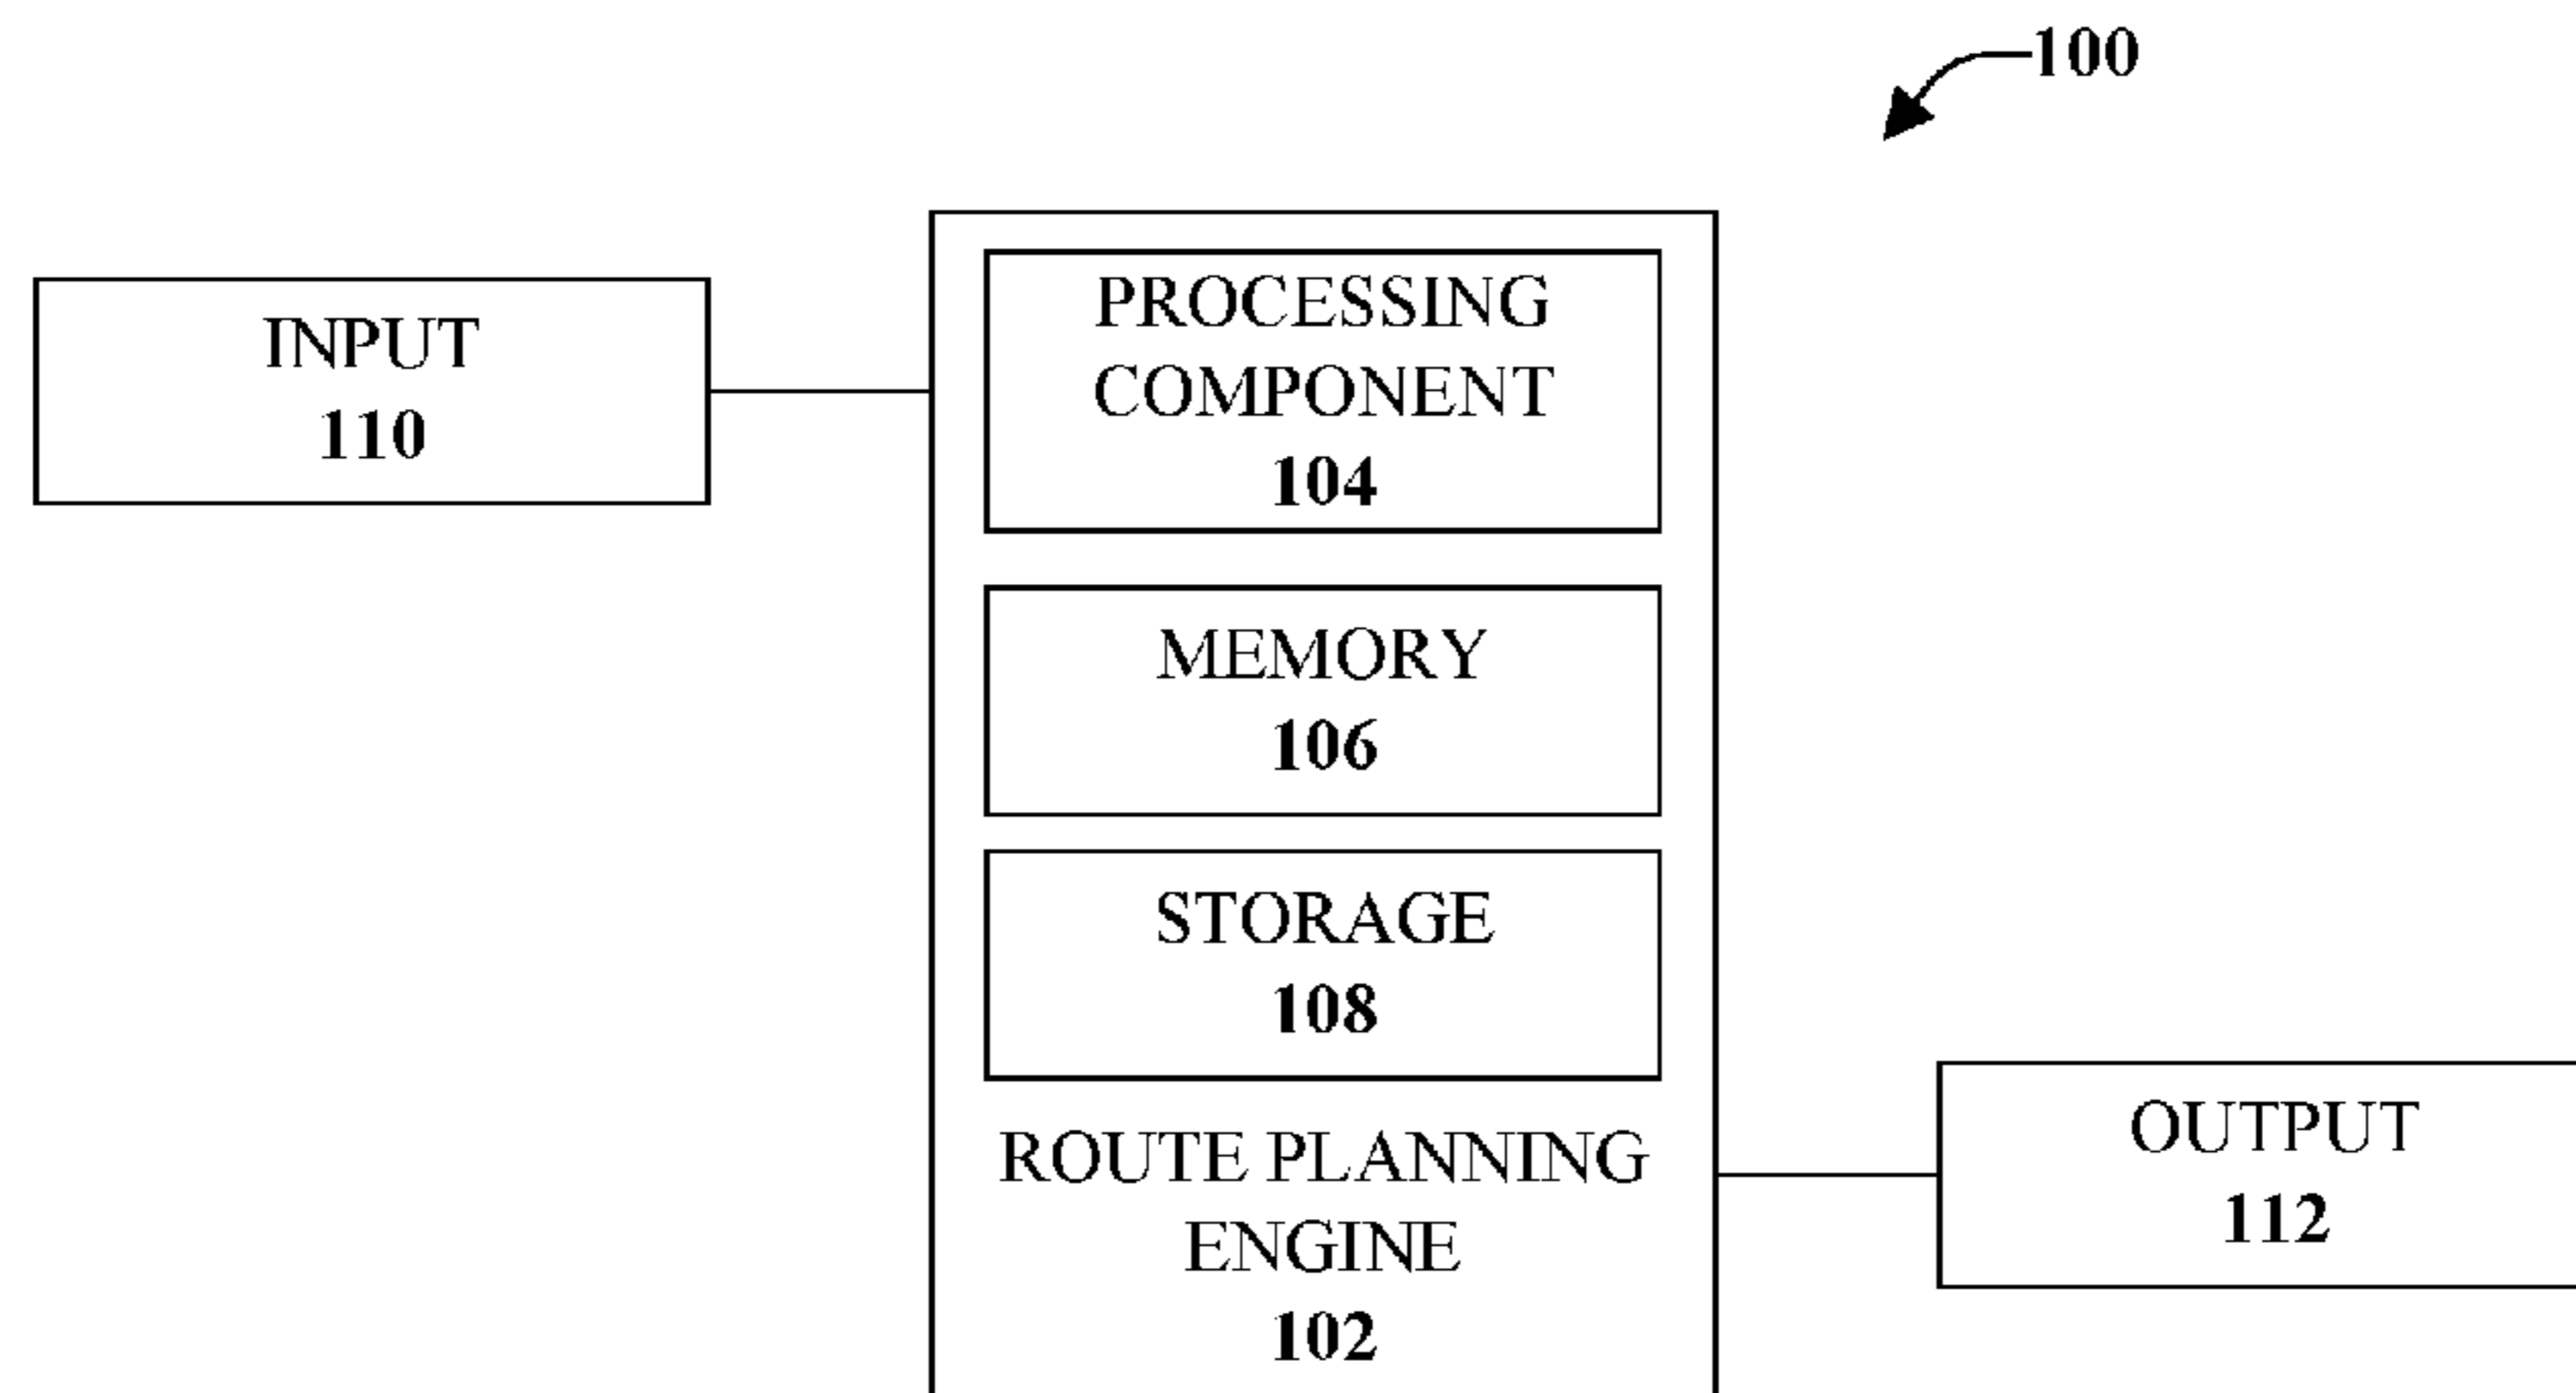 100
INPUT
110
PROCESSING
COMPONENT
104
MEMORY
106
STORAGE
108
ROUTE PLANNING
ENGINE
102
OUTPUT
112